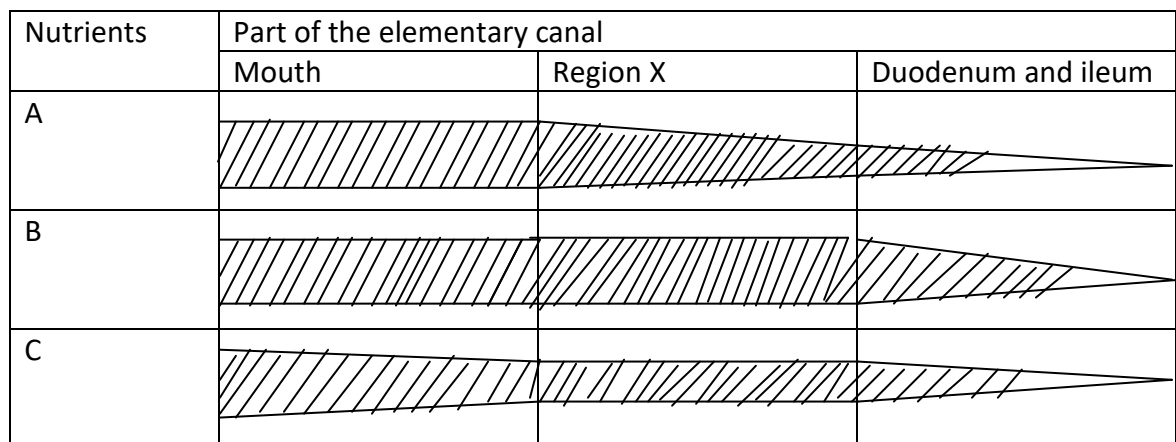 Nutrients
Part of the elementary canal
Mouth
Region X
Duodenum and ileum
A
B
C